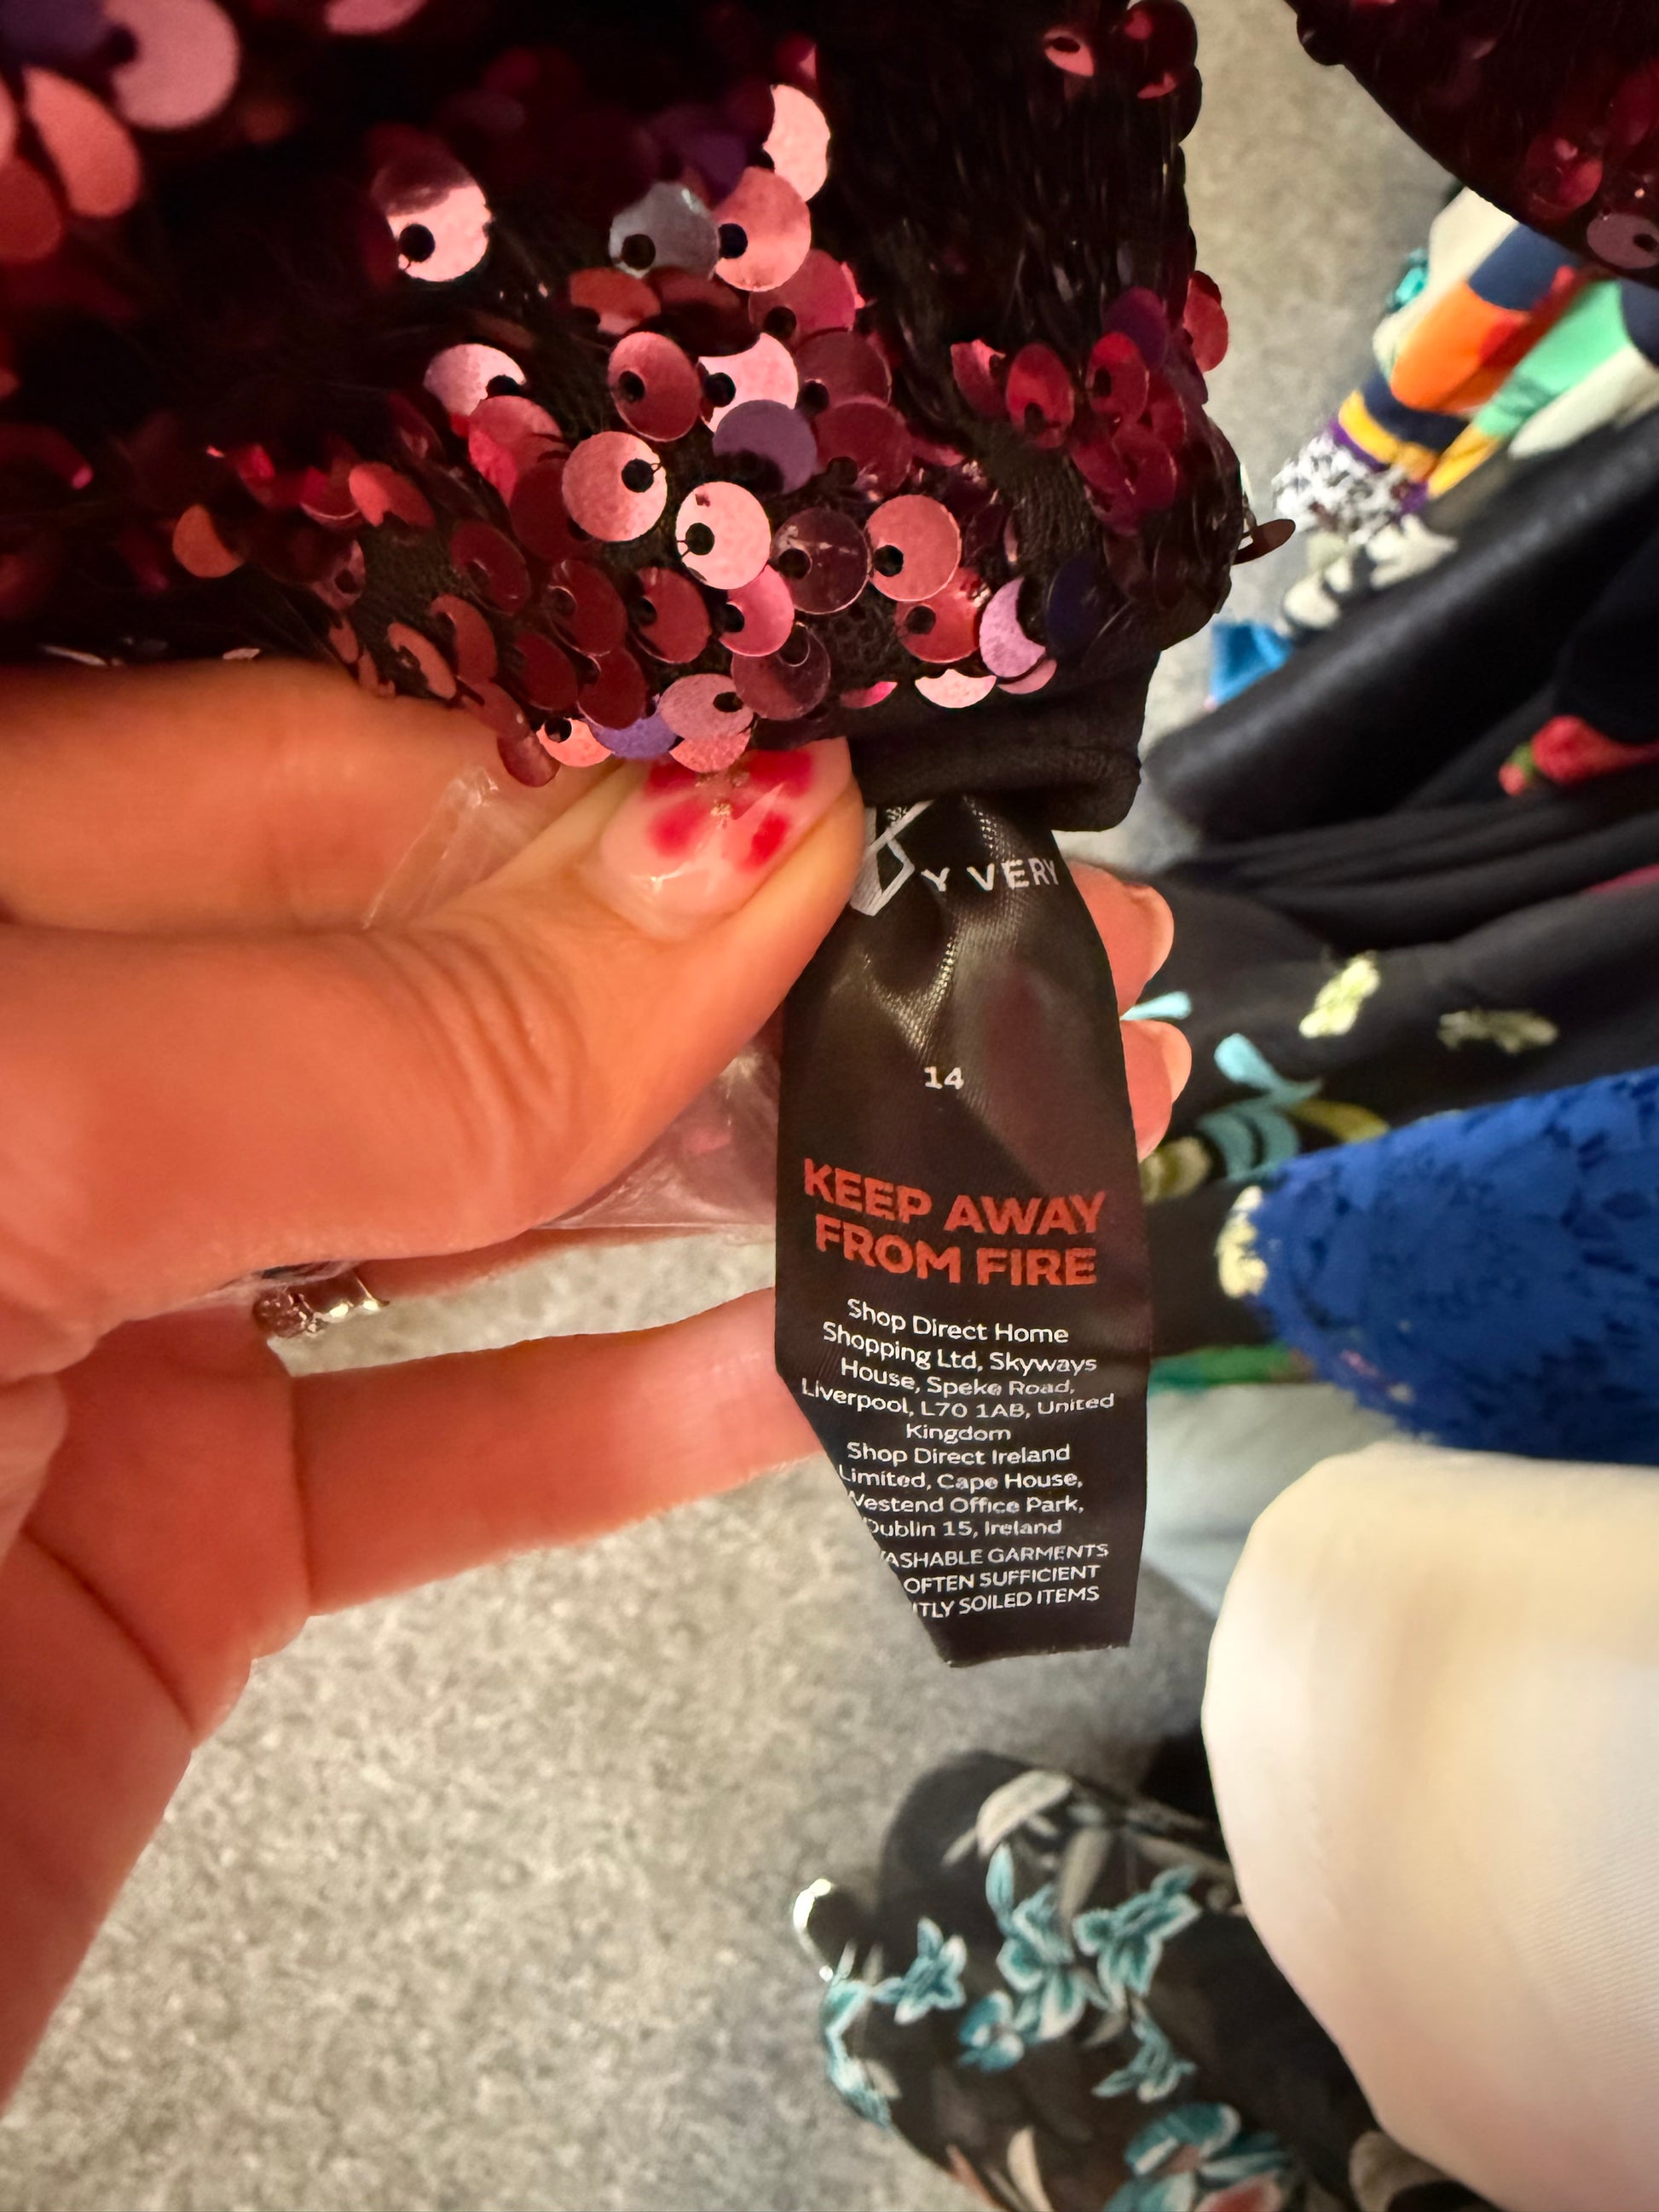 Y VERY
14
KEEP AWAY
FROM FIRE
Shop Direct Home
Shopping Ltd, Skyways
House, Speke Road,
Liverpool, L70 1AB, United
Kingdom
Shop Direct Ireland
Limited, Cape House,
Westend Office Park,
Dublin 15, Ireland
WASHABLE GARMENTS
OFTEN SUFFICIENT
TLY SOILED ITEMS